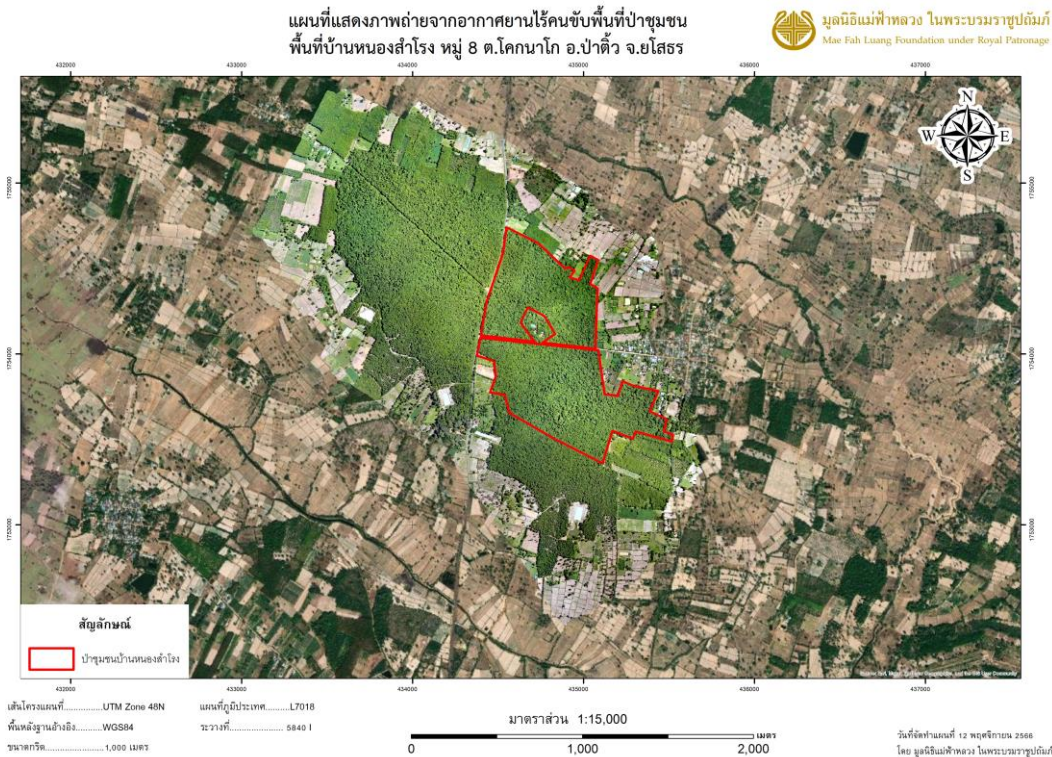 แผนที่แสดงภาพถ่ายจากอากาศยานไร้คนขับพื้นที่ป่าชุมชน
พื้นที่บ้านหนองสำโรง หมู่ 8 ต.โคกนาโก อ.ป่าติ้ว จ.ยโสธร
มูลนิธิแม่ฟ้าหลวง ในพระบรมราชูปถัมภ์
Mae Fah Luang Foundation under Royal Patronage
432000 433000 434000 435000 436000 437000
N
W E
S
1755000 1755000
1754000 1754000
1753000 1753000
สัญลักษณ์
ป่าชุมชนบ้านหนองสำโรง
432000 433000 434000 435000 436000 437000
เส้นโครงแผนที่...............UTM Zone 48N แผนที่ภูมิประเทศ..........L7018
พื้นหลังฐานอ้างอิง..........WGS84 ระวางที่..................... 5840 I
ขนาดกริด......................1,000 เมตร
มาตราส่วน 1:15,000
เมตร
0 1,000 2,000
วันที่จัดทำแผนที่ 12 พฤศจิกายน 2566
โดย มูลนิธิแม่ฟ้าหลวง ในพระบรมราชูปถัมภ์